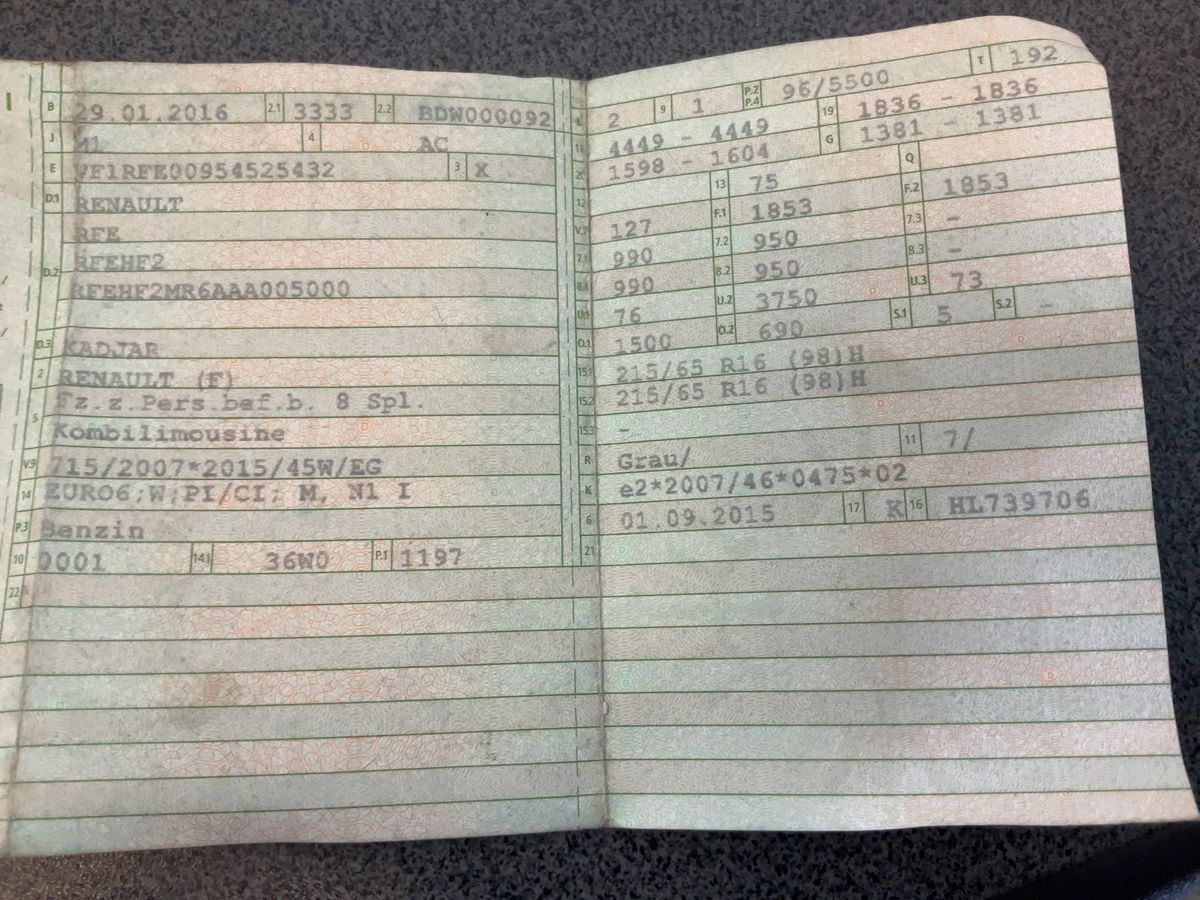 B 29.01.2016 2.1 3333 2.2 BDW000092
J M1 4 AC
E VF1RFE00954525432 3 X
D.1 RENAULT
RFE
D.2 RFEHF2
RFEHF2MR6AAA005000
D.3 KADJAR
2 RENAULT (F)
5 Fz.z.Pers.bef.b. 8 Spl.
Kombilimousine
V.9 715/2007*2015/45W/EG
14 EURO6;W;PI/CI; M, N1 I
P.3 Benzin
10 0001 14.1 36W0 P.1 1197
22
L 2 9 1 P.2 P.4 96/5500 T 192
18 4449 - 4449 19 1836 - 1836
20 1598 - 1604 G 1381 - 1381
12 13 75 Q
V.7 127 F.1 1853 F.2 1853
7.1 990 7.2 950 7.3 -
8.1 990 8.2 950 8.3 -
U.1 76 U.2 3750 U.3 73
O.1 1500 O.2 690 S.1 5 S.2 -
15.1 215/65 R16 (98)H
15.2 215/65 R16 (98)H
15.3 -
R Grau/ 11 7/
K e2*2007/46*0475*02
6 01.09.2015 17 K 16 HL739706
21